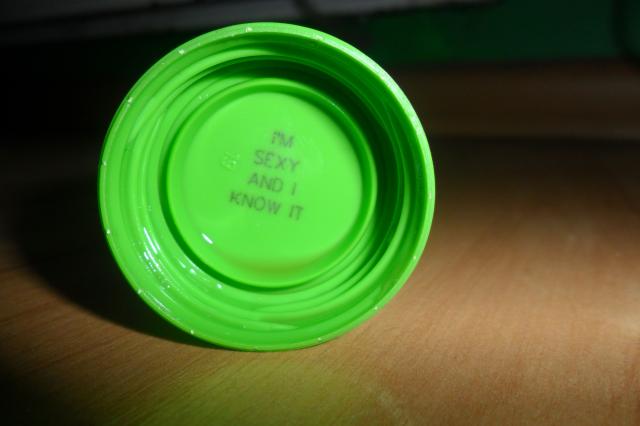 I'M
SEXY
AND I
KNOW IT